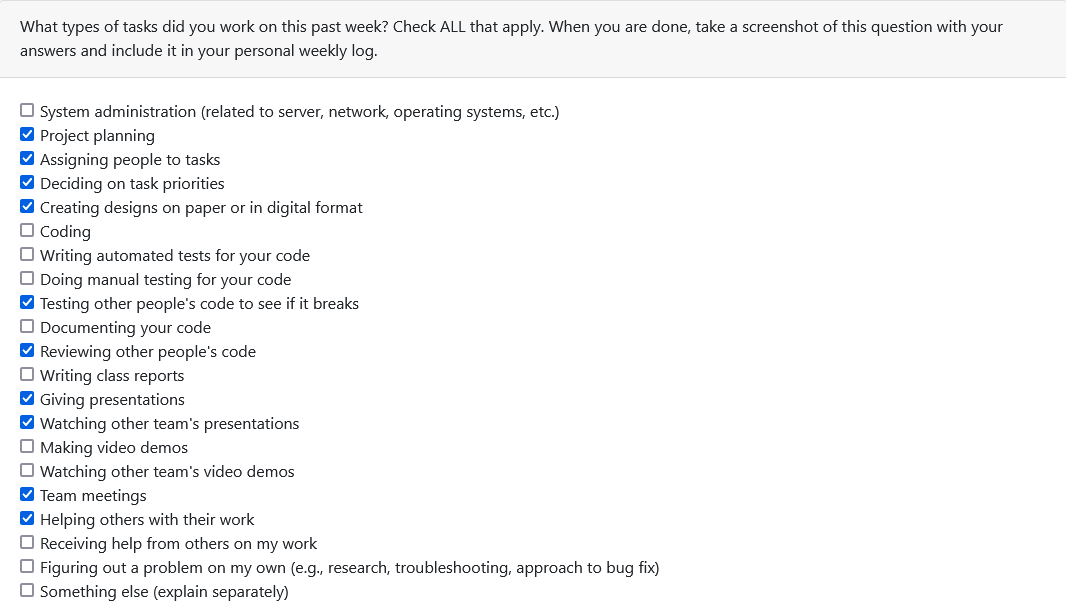 What types of tasks did you work on this past week? Check ALL that apply. When you are done, take a screenshot of this question with your
answers and include it in your personal weekly log.
System administration (related to server, network, operating systems, etc.)
Project planning
Assigning people to tasks
Deciding on task priorities
Creating designs on paper or in digital format
Coding
Writing automated tests for your code
Doing manual testing for your code
Testing other people's code to see if it breaks
Documenting your code
Reviewing other people's code
Writing class reports
Giving presentations
Watching other team's presentations
Making video demos
Watching other team's video demos
Team meetings
Helping others with their work
Receiving help from others on my work
Figuring out a problem on my own (e.g., research, troubleshooting, approach to bug fix)
Something else (explain separately)